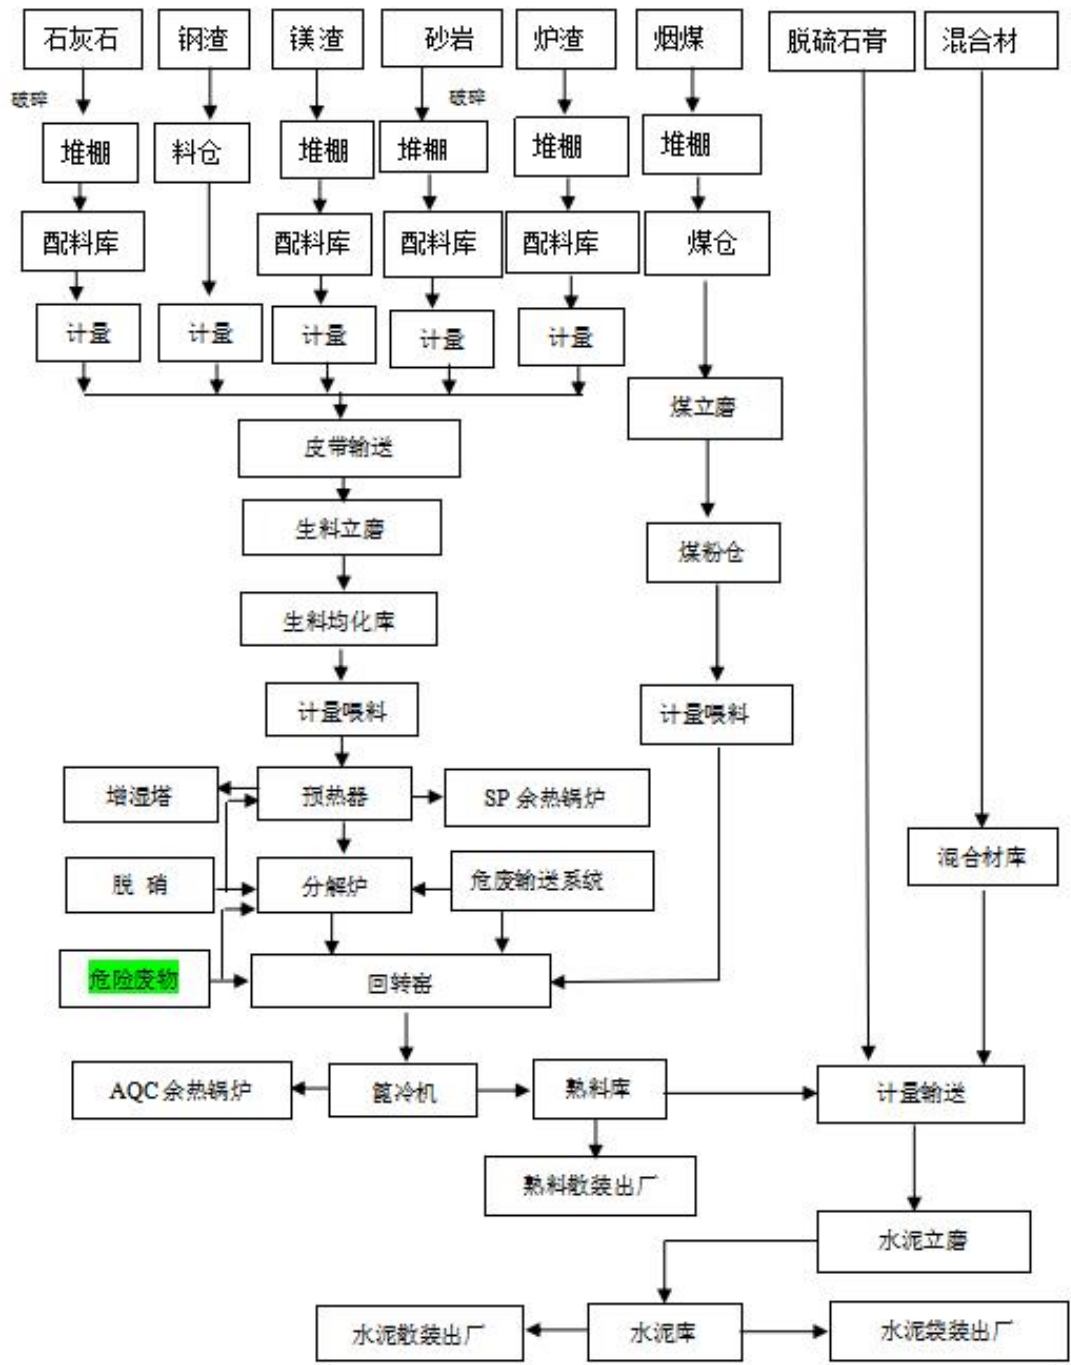 石灰石 钢渣 镁渣 砂岩 炉渣 烟煤 脱硫石膏 混合材
破碎 破碎
堆棚 料仓 堆棚 堆棚 堆棚 堆棚
配料库 配料库 配料库 配料库 煤仓
计量 计量 计量 计量 计量
煤立磨
皮带输送
生料立磨
煤粉仓
生料均化库
计量喂料 计量喂料
增湿塔 预热器 SP 余热锅炉
混合材库
脱 硝 分解炉 危废输送系统
危险废物 回转窑
AQC 余热锅炉 篦冷机 熟料库 计量输送
熟料散装出厂
水泥立磨
水泥散装出厂 水泥库 水泥袋装出厂